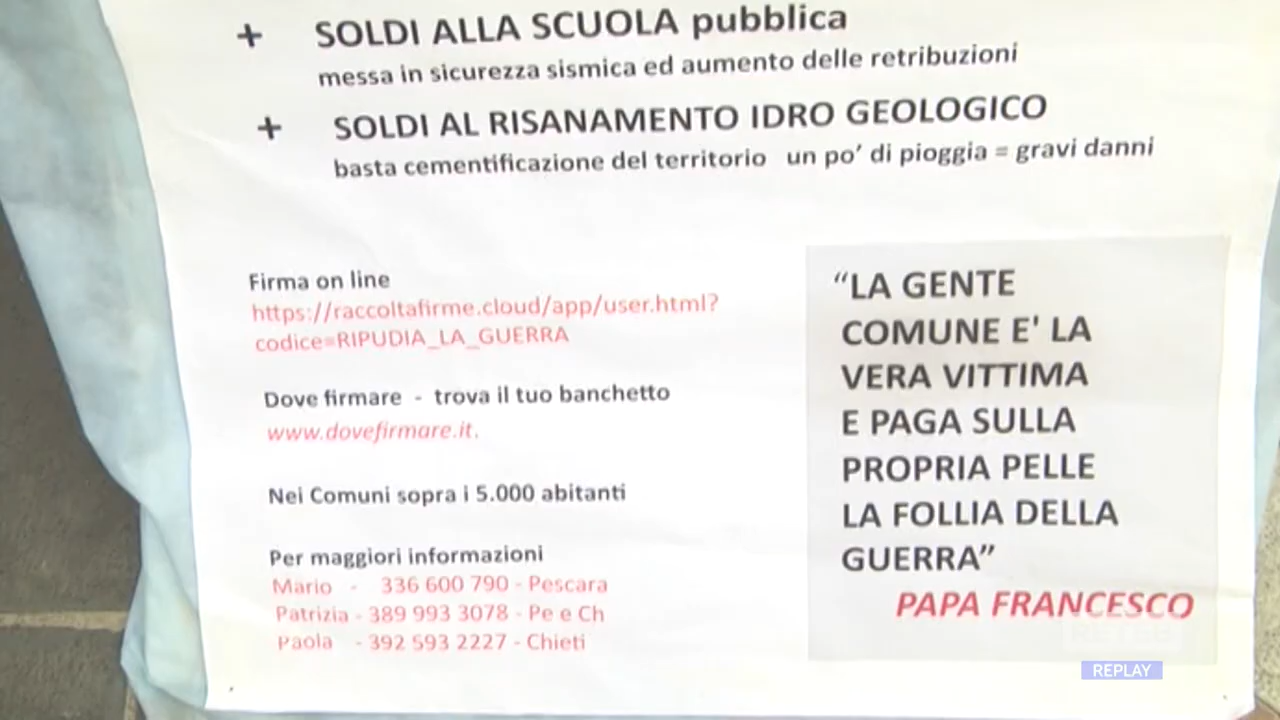 + SOLDI ALLA SCUOLA pubblica
messa in sicurezza sismica ed aumento delle retribuzioni
+ SOLDI AL RISANAMENTO IDRO GEOLOGICO
basta cementificazione del territorio un po' di pioggia = gravi danni
Firma on line
https://raccoltafirme.cloud/app/user.html?
codice=RIPUDIA_LA_GUERRA
Dove firmare - trova il tuo banchetto
www.dovefirmare.it.
Nei Comuni sopra i 5.000 abitanti
Per maggiori informazioni
Mario - 336 600 790 - Pescara
Patrizia - 389 993 3078 - Pe e Ch
Paola - 392 593 2227 - Chieti
“LA GENTE
COMUNE E' LA
VERA VITTIMA
E PAGA SULLA
PROPRIA PELLE
LA FOLLIA DELLA
GUERRA”
PAPA FRANCESCO
RETE8
REPLAY